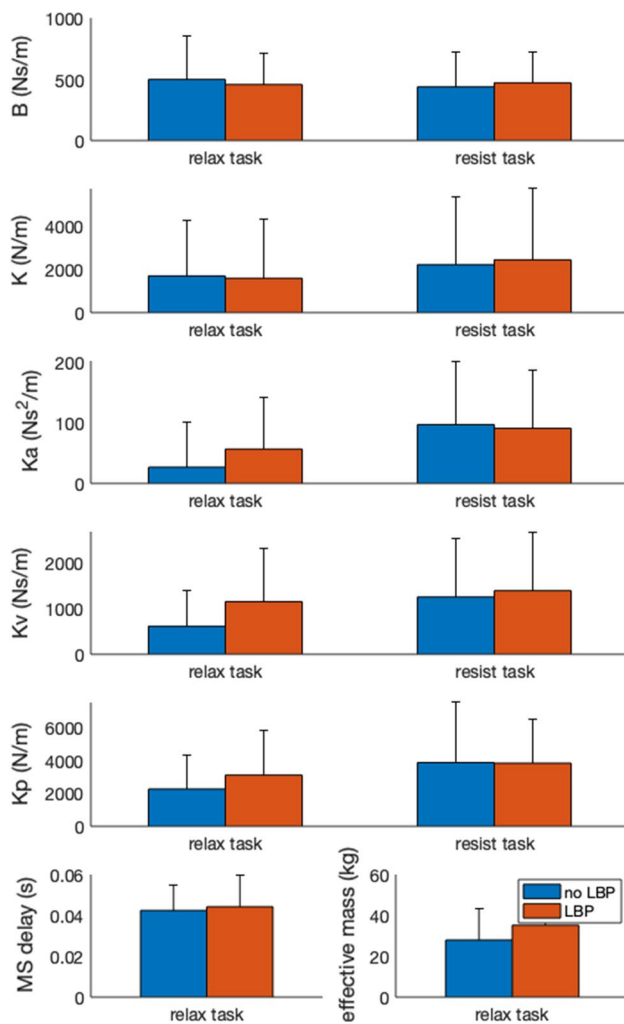 1000
500
0
B (Ns/m)
relax task
resist task
4000
2000
0
K (N/m)
relax task
resist task
200
100
0
Ka (Ns²/m)
relax task
resist task
2000
1000
0
Kv (Ns/m)
relax task
resist task
6000
4000
2000
0
Kp (N/m)
relax task
resist task
0.06
0.04
0.02
0
MS delay (s)
relax task
60
40
20
0
effective mass (kg)
no LBP
LBP
relax task